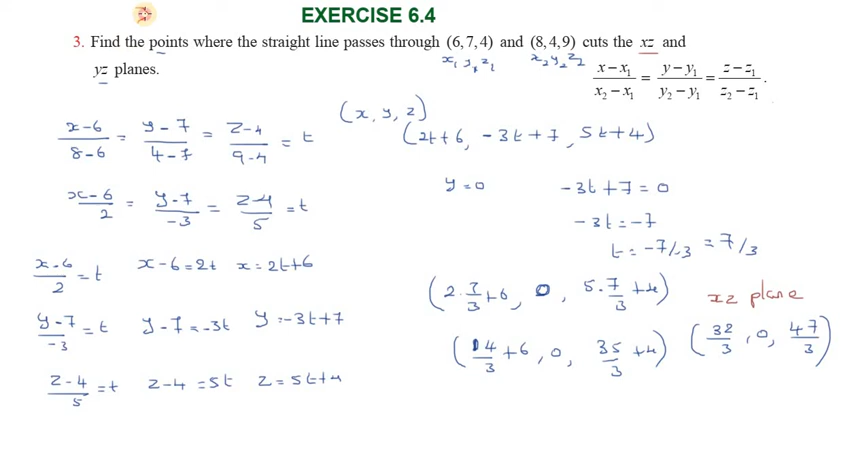 EXERCISE 6.4
3. Find the points where the straight line passes through (6,7,4) and (8,4,9) cuts the xz and
yz planes.
x₁ y₁ z₁ x₂ y₂ z₂
(x−x₁)/(x₂−x₁) = (y−y₁)/(y₂−y₁) = (z−z₁)/(z₂−z₁).
(x, y, z)
(x−6)/(8−6) = (y−7)/(4−7) = (z−4)/(9−4) = t
(x−6)/2 = (y−7)/−3 = (z−4)/5 = t
(x−6)/2 = t x−6=2t x=2t+6
(y−7)/−3 = t y−7=−3t y=−3t+7
(z−4)/5 = t z−4=5t z=5t+4
(2t+6, −3t+7, 5t+4)
y=0 −3t+7=0
−3t=−7
t=−7/−3 = 7/3
(2·7/3+6, 0, 5·7/3+4)
xz plane
(14/3+6, 0, 35/3+4) (32/3, 0, 47/3)